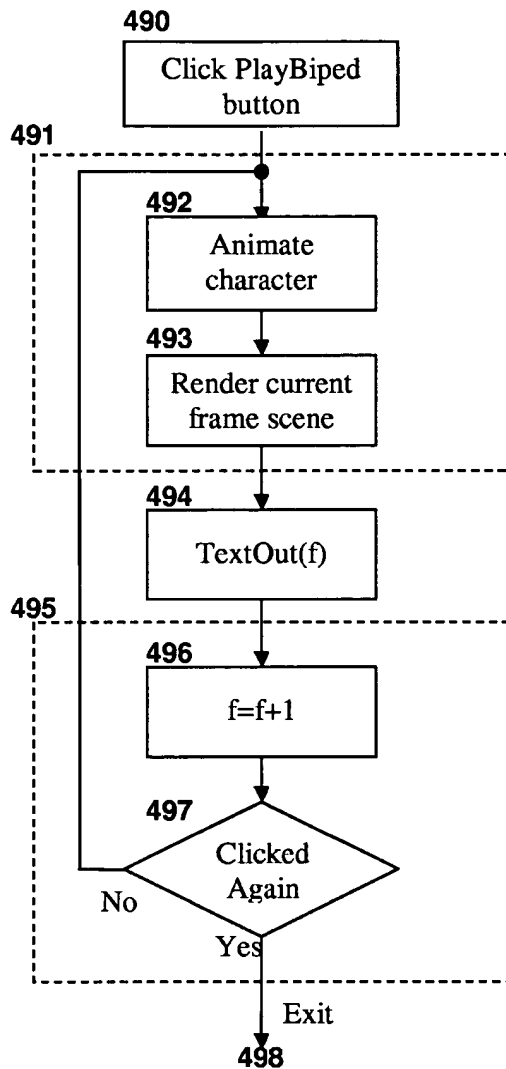 490
Click PlayBiped
button
491
492
Animate
character
493
Render current
frame scene
494
TextOut(f)
495
496
f=f+1
497
Clicked
Again
No
Yes
Exit
498